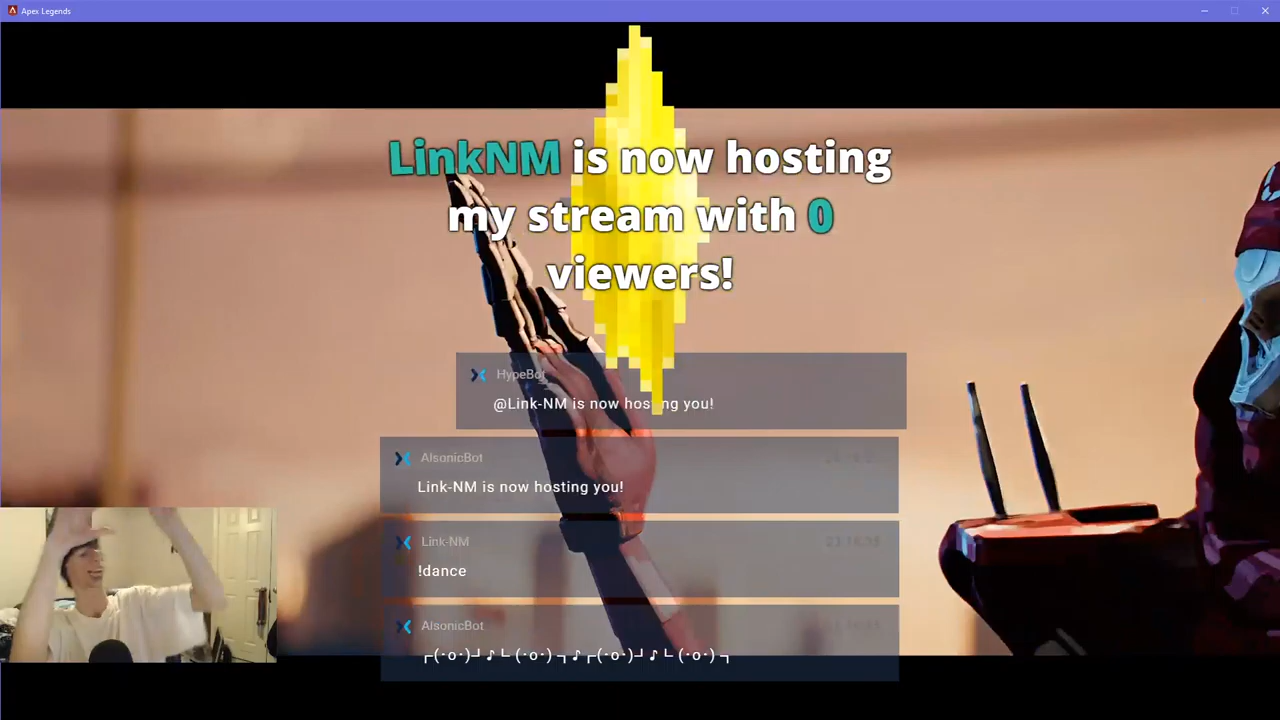 Apex Legends
LinkNM is now hosting
my stream with 0
viewers!
HypeBot
@Link-NM is now hosting you!
AlsonicBot
Link-NM is now hosting you!
Link-NM
!dance
AlsonicBot
┌(･o･)┘♪└ (･o･) ┐♪┌(･o･)┘♪└ (･o･) ┐